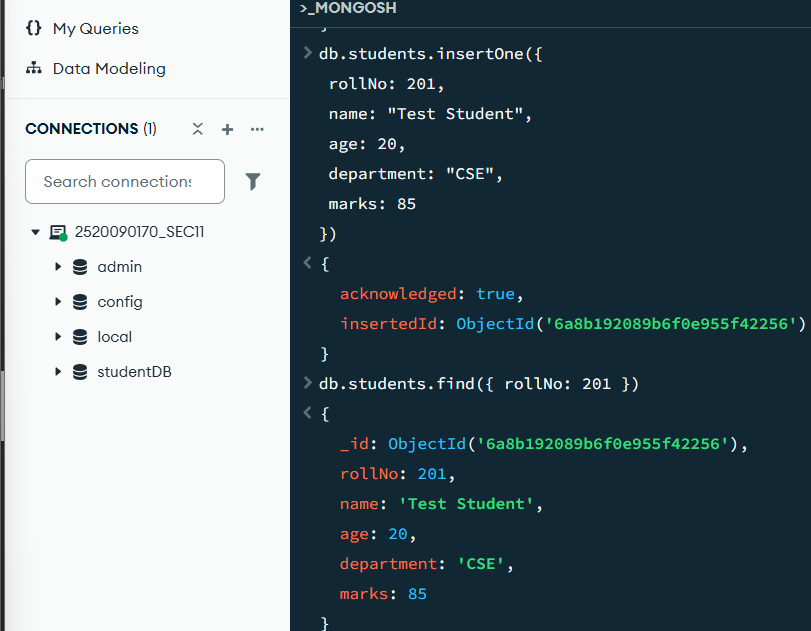 My Queries
Data Modeling
CONNECTIONS (1)
Search connections
2520090170_SEC11
admin
config
local
studentDB
>_MONGOSH
}
> db.students.insertOne({
rollNo: 201,
name: "Test Student",
age: 20,
department: "CSE",
marks: 85
})
< {
acknowledged: true,
insertedId: ObjectId('6a8b192089b6f0e955f42256')
}
> db.students.find({ rollNo: 201 })
< {
_id: ObjectId('6a8b192089b6f0e955f42256'),
rollNo: 201,
name: 'Test Student',
age: 20,
department: 'CSE',
marks: 85
}